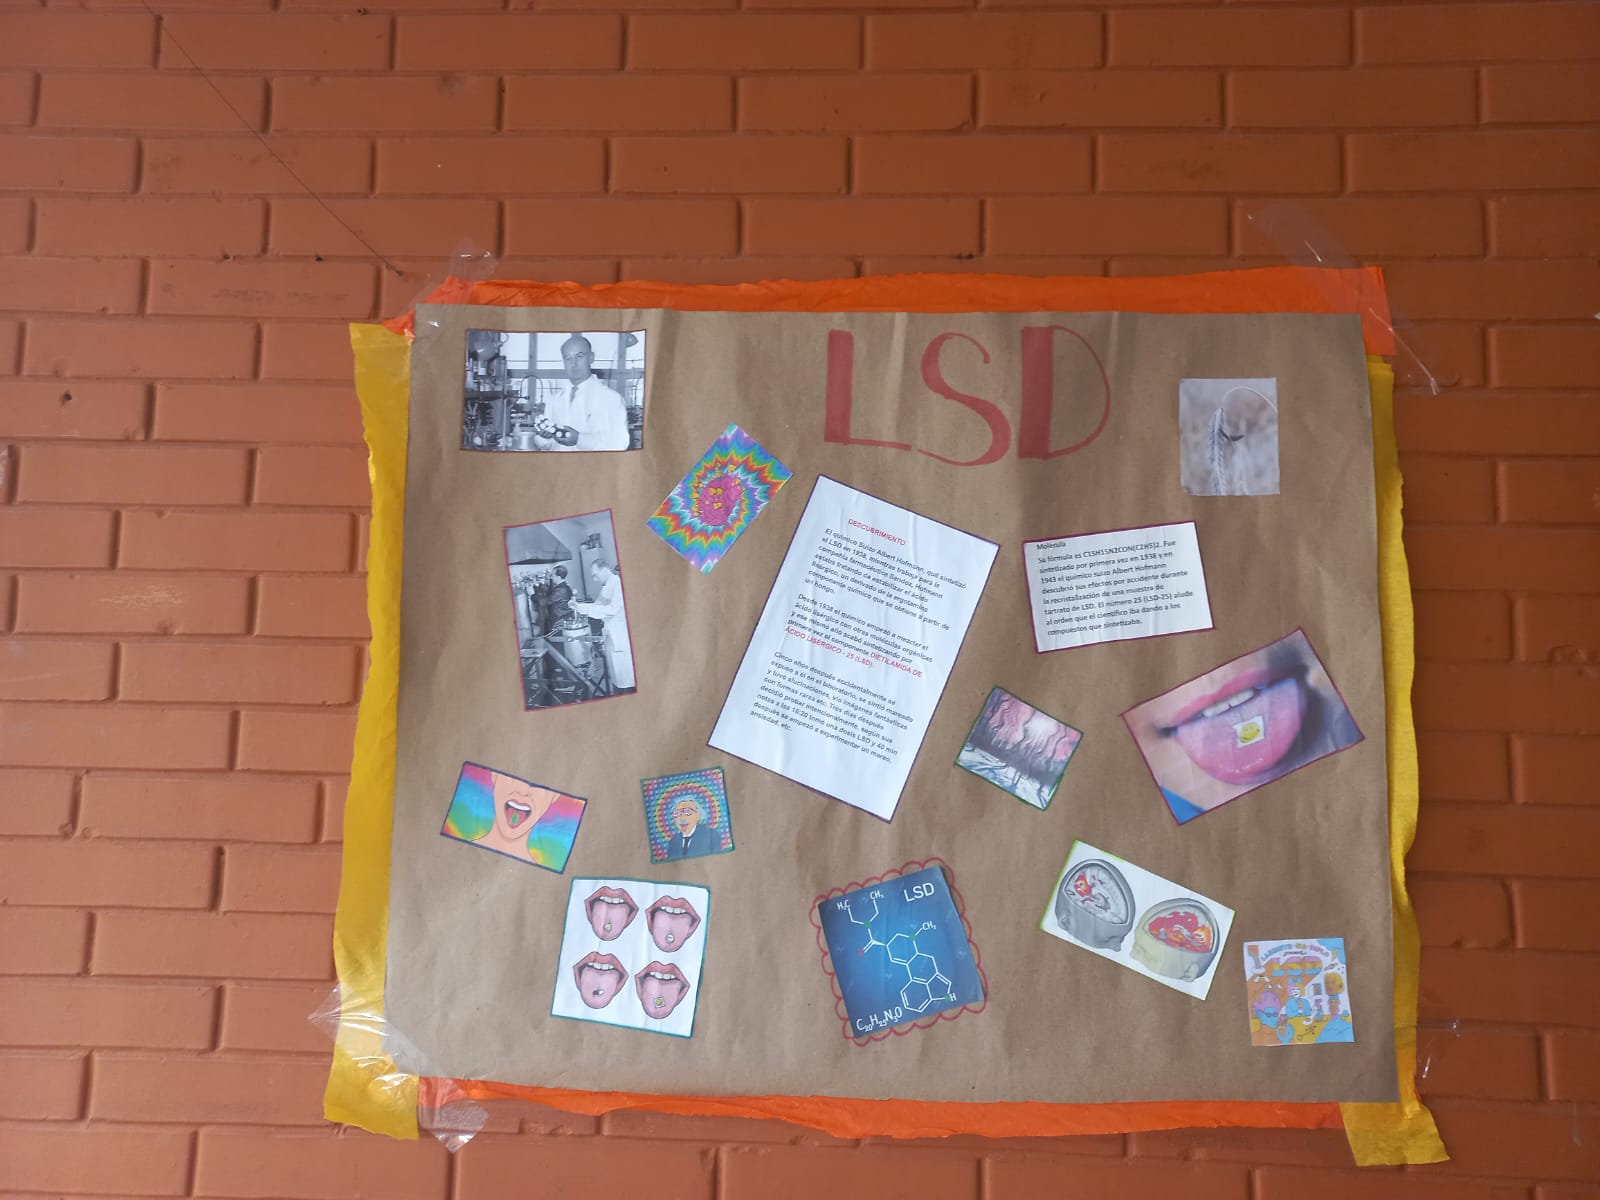 LSD
DESCUBRIMIENTO
El químico Suizo Albert Hofmann, qué sintetizó
el LSD en 1938, mientras trabaja para la
compañía farmacéutica Sandoz, Hofmann
estaba tratando de estabilizar el ácido
lisérgico, un derivado de la ergotamina
componente químico que se obtiene a partir de
un hongo.
Desde 1938 el químico empezó a mezclar el
ácido lisérgico con otras moléculas orgánicas
y ese mismo año acabó sintetizando por
primera vez el componente DIETILAMIDA DE
ÁCIDO LISÉRGICO - 25 (LSD).
Cinco años después accidentalmente se
expuso a él en el laboratorio, se sintió mareado
y tuvo alucinaciones, vio imágenes fantásticas
con formas raras etc. Tres días después
decidió probar intencionalmente, según sus
notas a las 16:20 tomo una dosis LSD y 40 min
después se empezó a experimentar un mareo,
ansiedad, etc.
Molécula
Su fórmula es C15H15N2CON(C2H5)2. Fue
sintetizado por primera vez en 1938 y en
1943 el químico suizo Albert Hofmann
descubrió sus efectos por accidente durante
la recristalización de una muestra de
tartrato de LSD. El número 25 (LSD-25) alude
al orden que el científico iba dando a los
compuestos que sintetizaba.
LSD
H₃C
CH₃
CH₃
O
N
H
C₂₀H₂₅N₃O